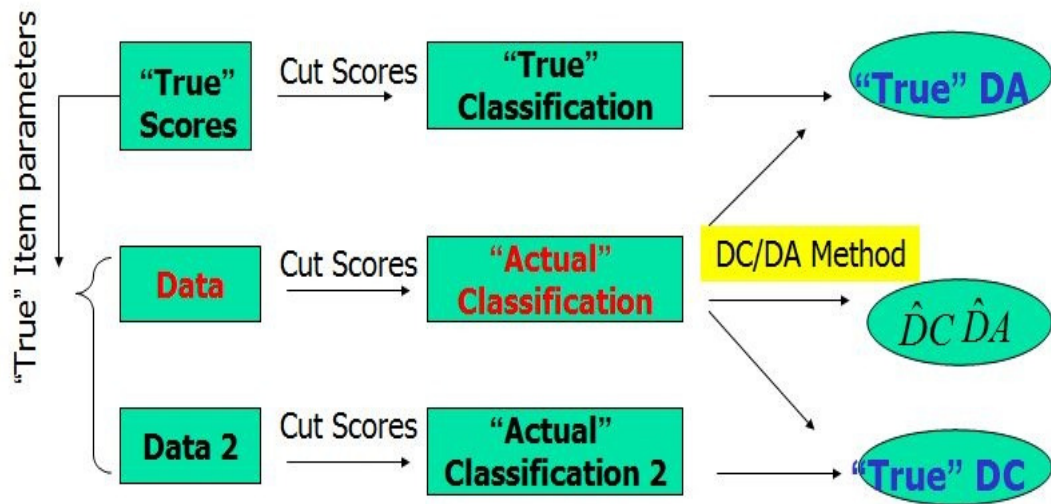 "True" Item parameters
“True”
Scores
Cut Scores
“True”
Classification
“True” DA
Data
Cut Scores
“Actual”
Classification
DC/DA Method
D̂C D̂A
Data 2
Cut Scores
“Actual”
Classification 2
“True” DC